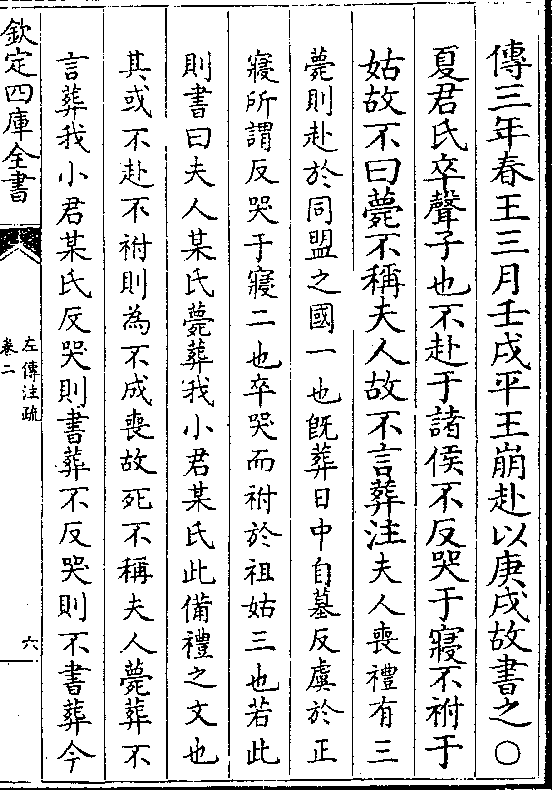 傳三年春王三月壬戌平王崩赴以庚戌故書之○
夏君氏卒聲子也不赴于諸侯不反哭于寢不祔于
姑故不曰薨不稱夫人故不言葬注夫人喪禮有三
薨則赴於同盟之國一也既葬日中自墓反虞於正
寢所謂反哭于寢二也卒哭而祔於祖姑三也若此
則書曰夫人某氏薨葬我小君某氏此備禮之文也
其或不赴不祔則為不成喪故死不稱夫人薨葬不
言葬我小君某氏反哭則書葬不反哭則不書葬今
欽定四庫全書
左傳注疏
卷二
六